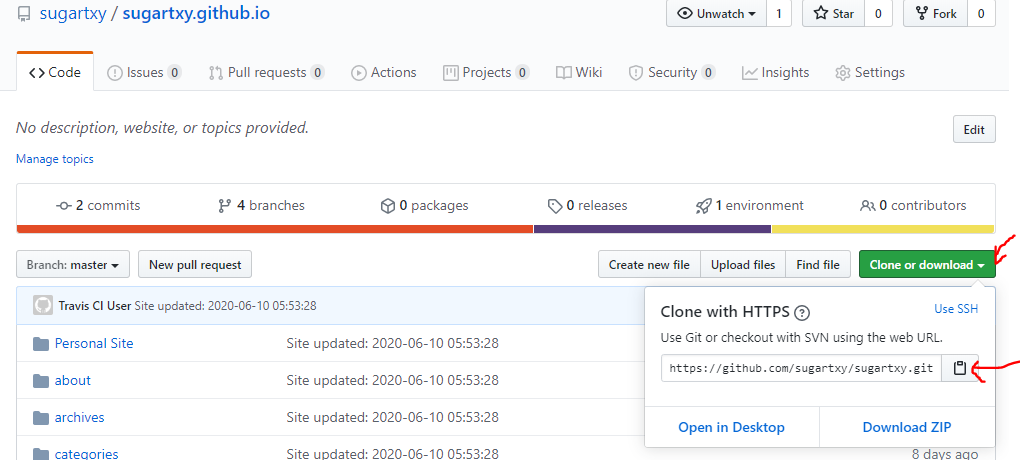 sugartxy / sugartxy.github.io
Unwatch 1 Star 0 Fork 0
Code Issues 0 Pull requests 0 Actions Projects 0 Wiki Security 0 Insights Settings
No description, website, or topics provided.
Edit
Manage topics
2 commits 4 branches 0 packages 0 releases 1 environment 0 contributors
Branch: master New pull request Create new file Upload files Find file Clone or download
Travis CI User Site updated: 2020-06-10 05:53:28
Clone with HTTPS ? Use SSH
Use Git or checkout with SVN using the web URL.
https://github.com/sugartxy/sugartxy.git
Open in Desktop Download ZIP
Personal Site Site updated: 2020-06-10 05:53:28
about Site updated: 2020-06-10 05:53:28
archives Site updated: 2020-06-10 05:53:28
categories Site updated: 2020-06-10 05:53:28 8 days ago